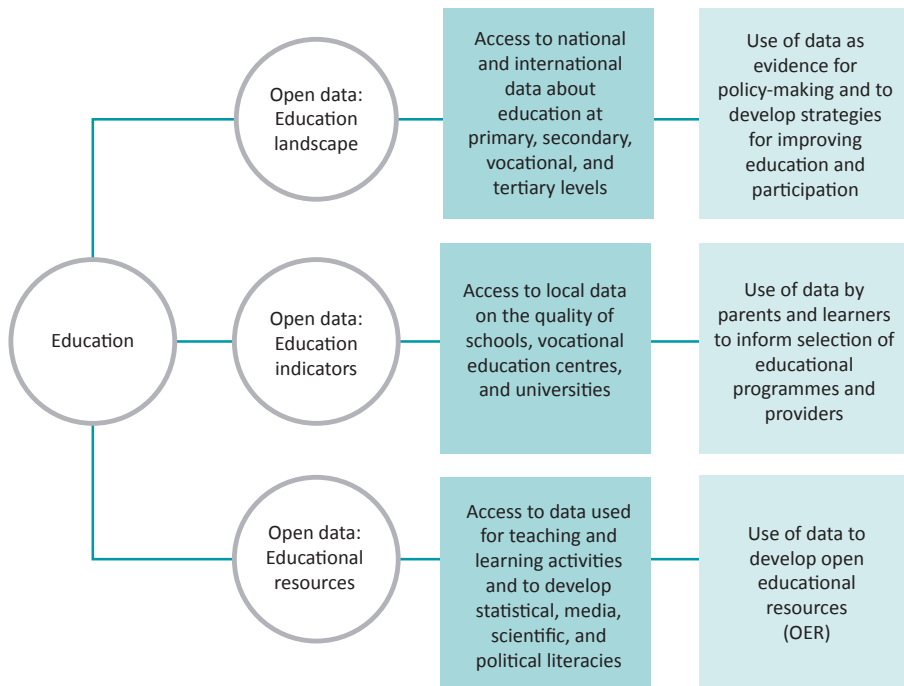 Education
Open data:
Education
landscape
Access to national
and international
data about
education at
primary, secondary,
vocational, and
tertiary levels
Use of data as
evidence for
policy-making and to
develop strategies
for improving
education and
participation
Open data:
Education
indicators
Access to local data
on the quality of
schools, vocational
education centres,
and universities
Use of data by
parents and learners
to inform selection of
educational
programmes and
providers
Open data:
Educational
resources
Access to data used
for teaching and
learning activities
and to develop
statistical, media,
scientific, and
political literacies
Use of data to
develop open
educational
resources
(OER)